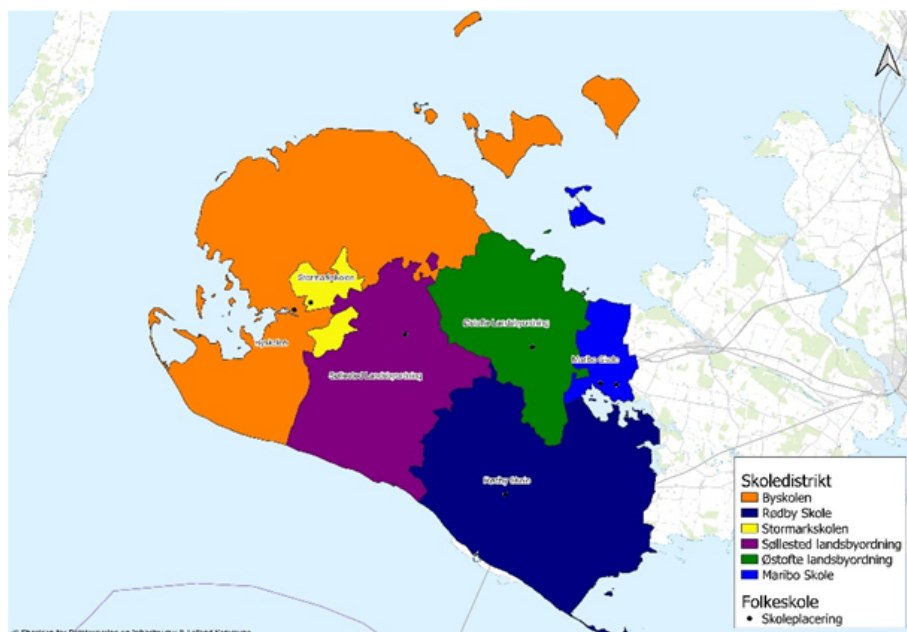 Stormarkskolen
Byskolen
Østofte Landsbyordning
Maribo Skole
Søllested Landsbyordning
Rødby Skole
Skoledistrikt
Byskolen
Rødby Skole
Stormarkskolen
Søllested landsbyordning
Østofte landsbyordning
Maribo Skole
Folkeskole
Skoleplacering